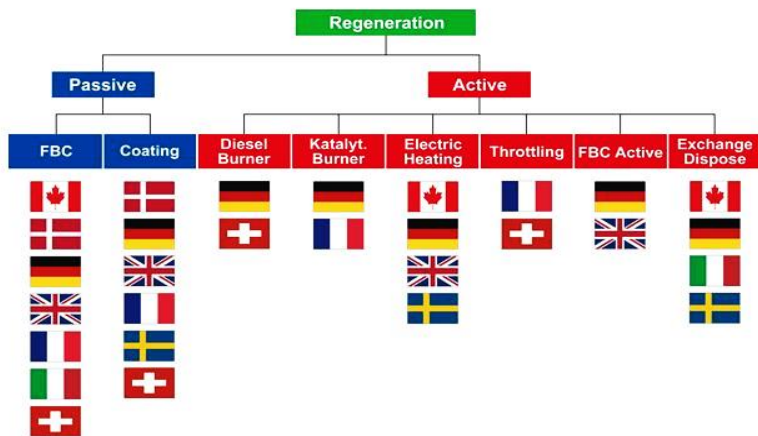 Regeneration
Passive
Active
FBC
Coating
Diesel
Burner
Katalyt.
Burner
Electric
Heating
Throttling
FBC Active
Exchange
Dispose